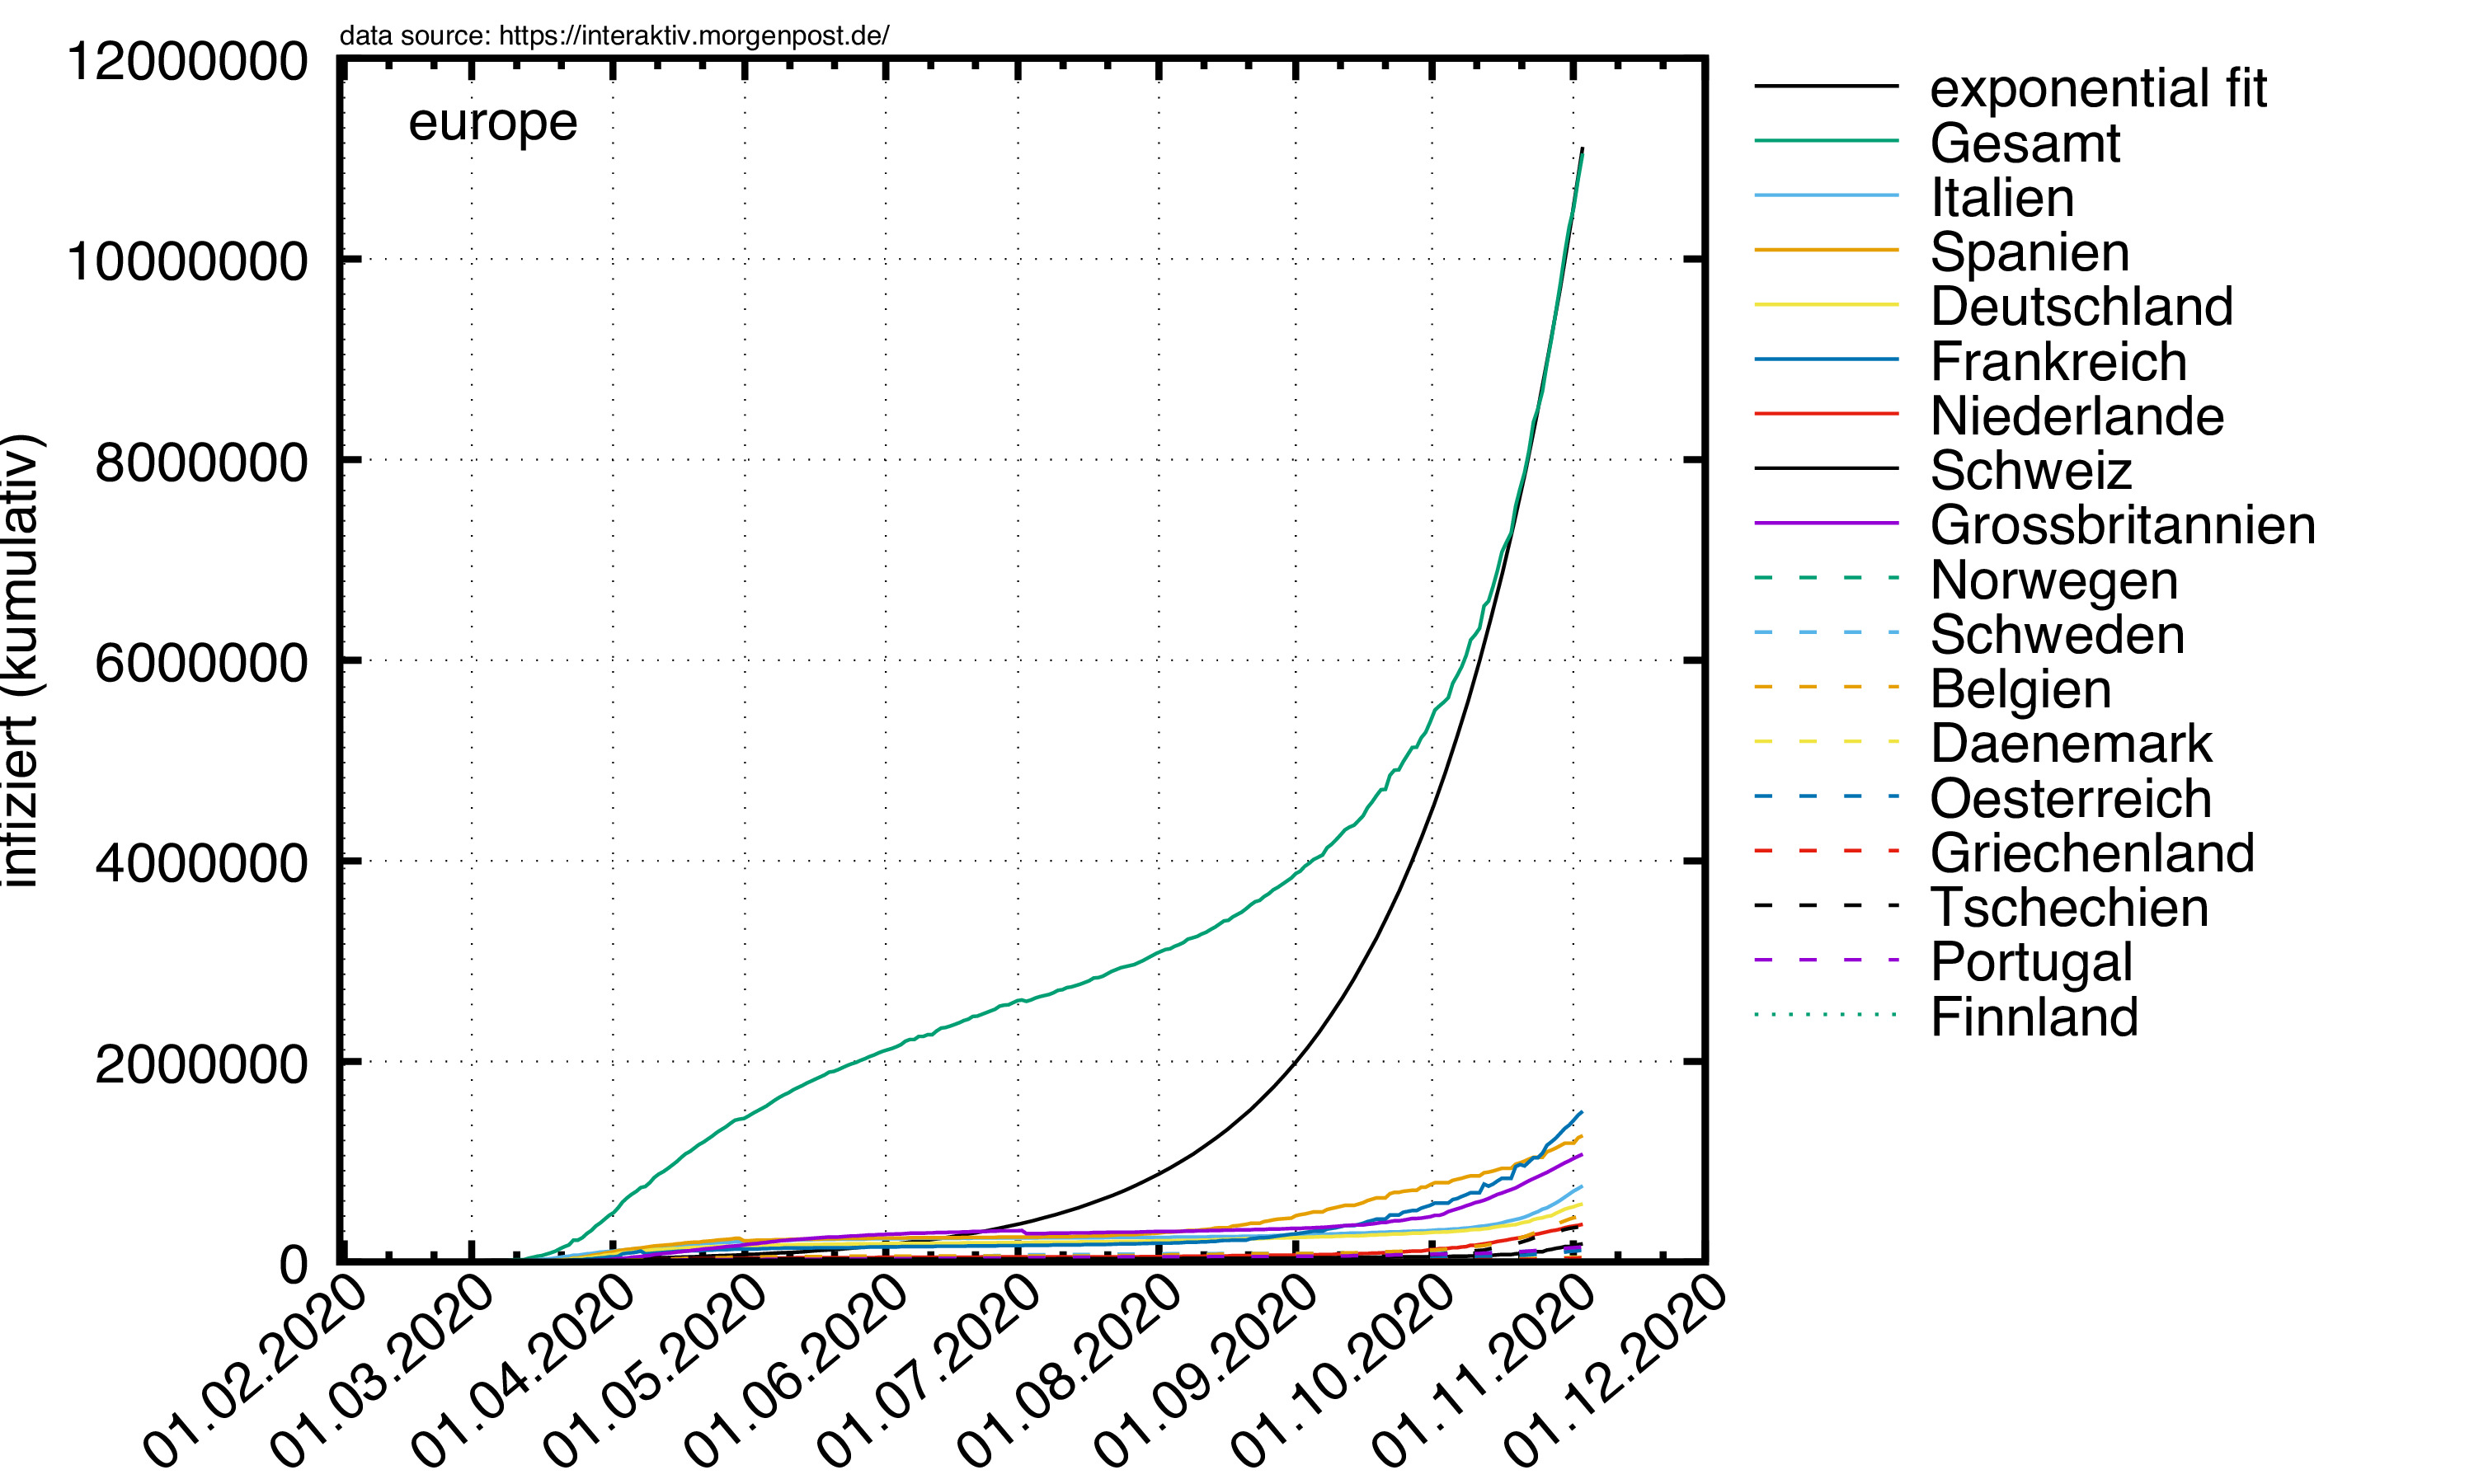 data source: https://interaktiv.morgenpost.de/
12000000
10000000
8000000
6000000
4000000
2000000
0
infiziert (kumulativ)
europe
01.02.2020
01.03.2020
01.04.2020
01.05.2020
01.06.2020
01.07.2020
01.08.2020
01.09.2020
01.10.2020
01.11.2020
01.12.2020
exponential fit
Gesamt
Italien
Spanien
Deutschland
Frankreich
Niederlande
Schweiz
Grossbritannien
Norwegen
Schweden
Belgien
Daenemark
Oesterreich
Griechenland
Tschechien
Portugal
Finnland